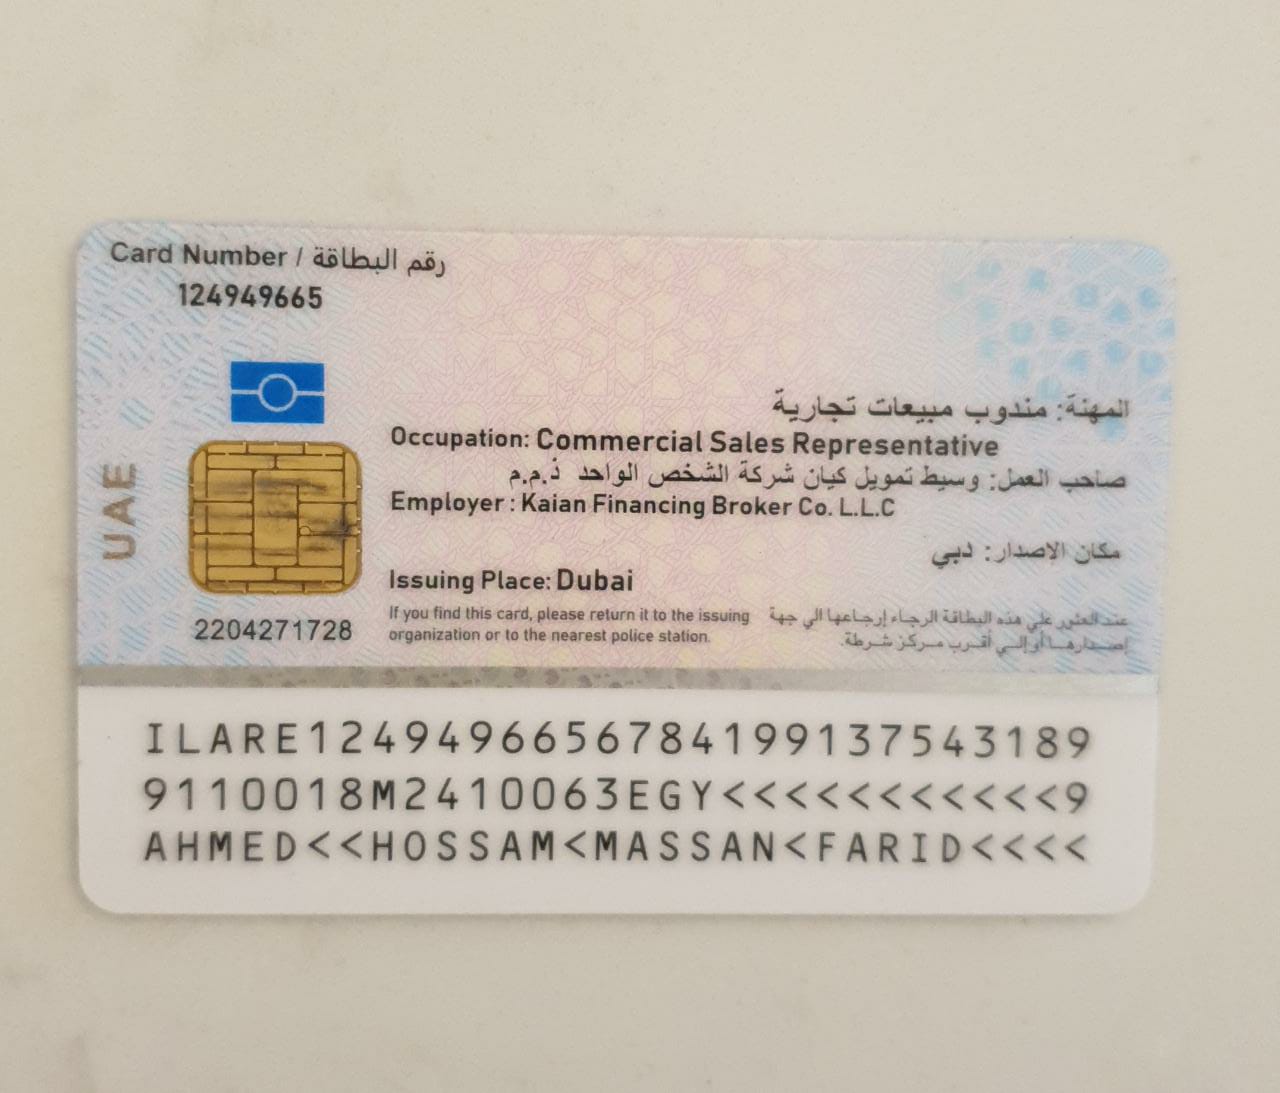 Card Number / رقم البطاقة
124949665
المهنة: مندوب مبيعات تجارية
Occupation: Commercial Sales Representative
صاحب العمل: وسيط تمويل كيان شركة الشخص الواحد ذ.م.م
Employer : Kaian Financing Broker Co. L.L.C
مكان الإصدار: دبي
Issuing Place: Dubai
UAE
2204271728
If you find this card, please return it to the issuing
organization or to the nearest police station.
عند العثور على هذه البطاقة الرجاء إرجاعها الى جهة
إصدارها أو إلى أقرب مركز شرطة.
ILARE1249496656784199137543189
9110018M2410063EGY<<<<<<<<<<<9
AHMED<<HOSSAM<MASSAN<FARID<<<<